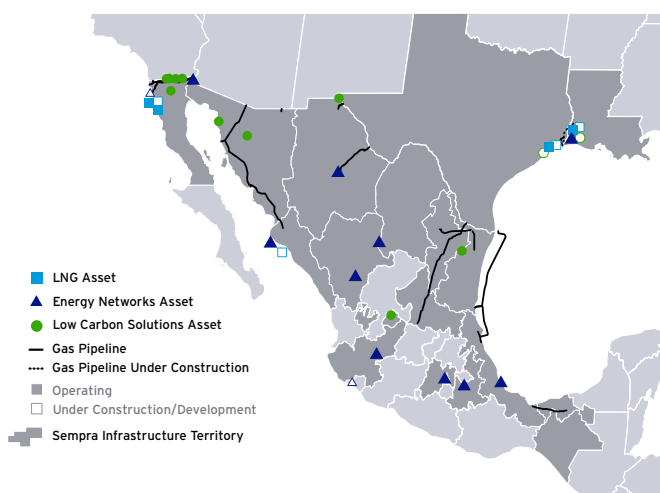 LNG Asset
Energy Networks Asset
Low Carbon Solutions Asset
Gas Pipeline
Gas Pipeline Under Construction
Operating
Under Construction/Development
Sempra Infrastructure Territory